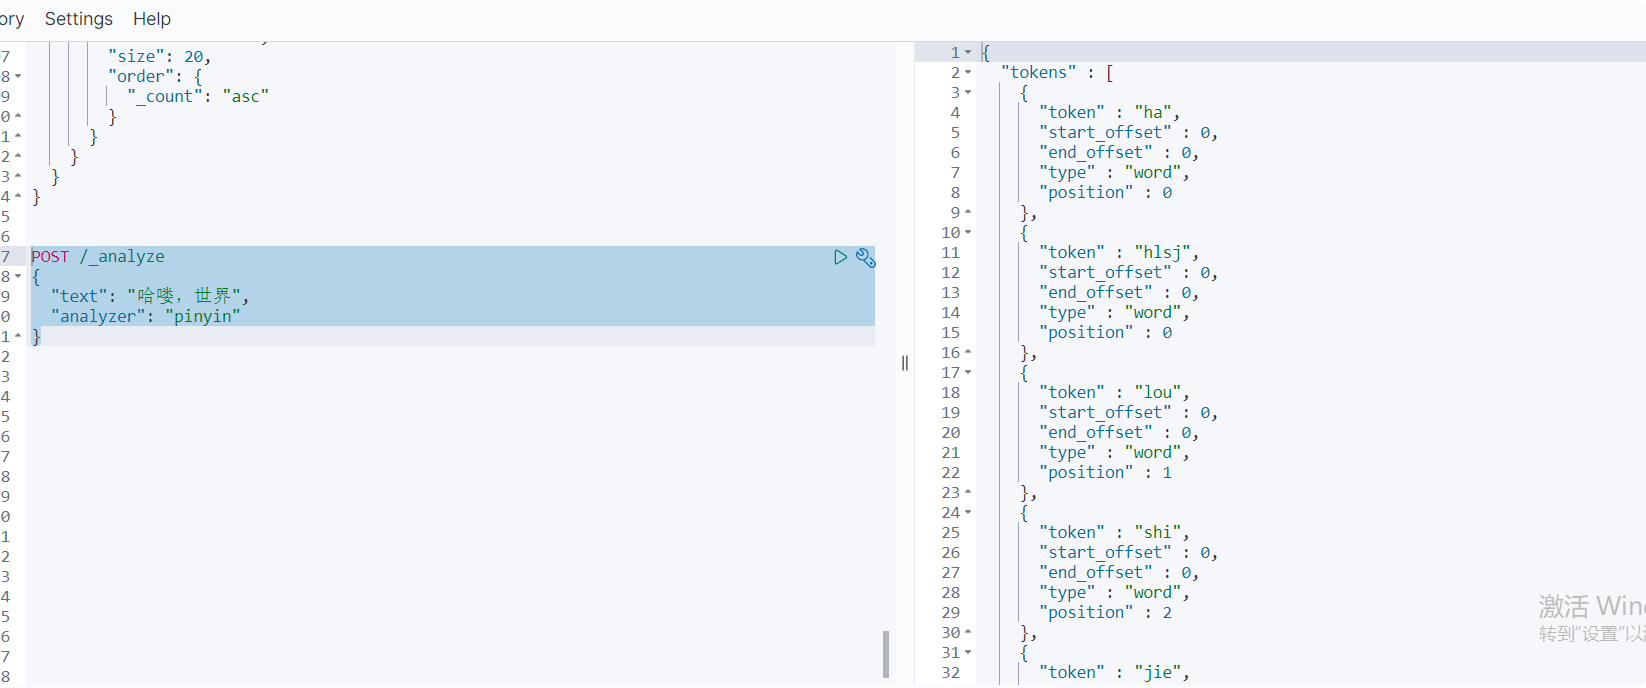 ory Settings Help
7 "size": 20,
8 "order": {
9 "_count": "asc"
0 }
1 }
2 }
3 }
4 }
5
6
7 POST /_analyze
8 {
9 "text": "哈喽，世界",
0 "analyzer": "pinyin"
1 }
2
3
4
5
6
7
8
9
0
1
2
3
4
5
6
7
8
1 {
2 "tokens" : [
3 {
4 "token" : "ha",
5 "start_offset" : 0,
6 "end_offset" : 0,
7 "type" : "word",
8 "position" : 0
9 },
10 {
11 "token" : "hlsj",
12 "start_offset" : 0,
13 "end_offset" : 0,
14 "type" : "word",
15 "position" : 0
16 },
17 {
18 "token" : "lou",
19 "start_offset" : 0,
20 "end_offset" : 0,
21 "type" : "word",
22 "position" : 1
23 },
24 {
25 "token" : "shi",
26 "start_offset" : 0,
27 "end_offset" : 0,
28 "type" : "word",
29 "position" : 2
30 },
31 {
32 "token" : "jie",
激活 Win
转到"设置"以